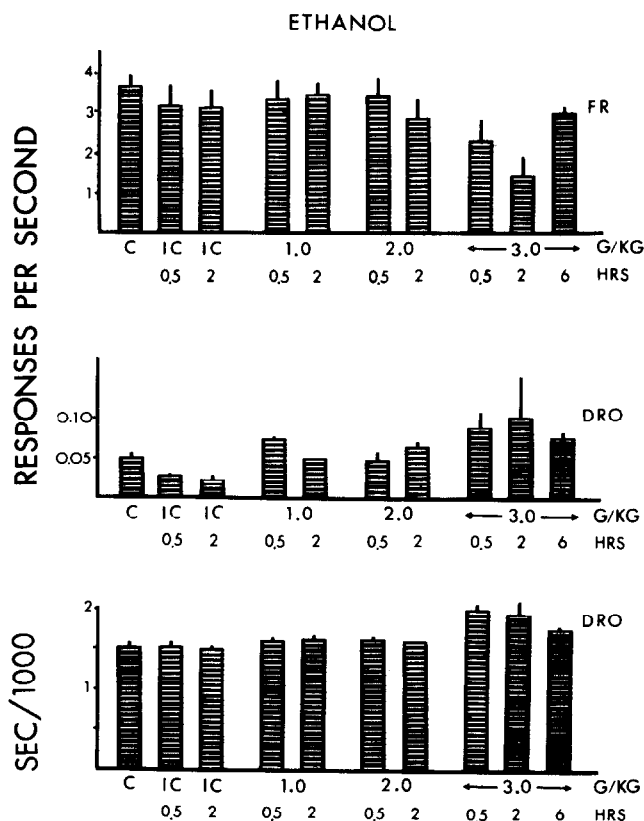 ETHANOL
RESPONSES PER SECOND
4
3
2
1
FR
C IC IC 1.0 2.0 3.0 G/KG
0.5 2 0.5 2 0.5 2 0.5 2 6 HRS
0.10
0.05
DRO
C IC IC 1.0 2.0 3.0 G/KG
0.5 2 0.5 2 0.5 2 0.5 2 6 HRS
SEC/1000
2
1
DRO
C IC IC 1.0 2.0 3.0 G/KG
0.5 2 0.5 2 0.5 2 0.5 2 6 HRS